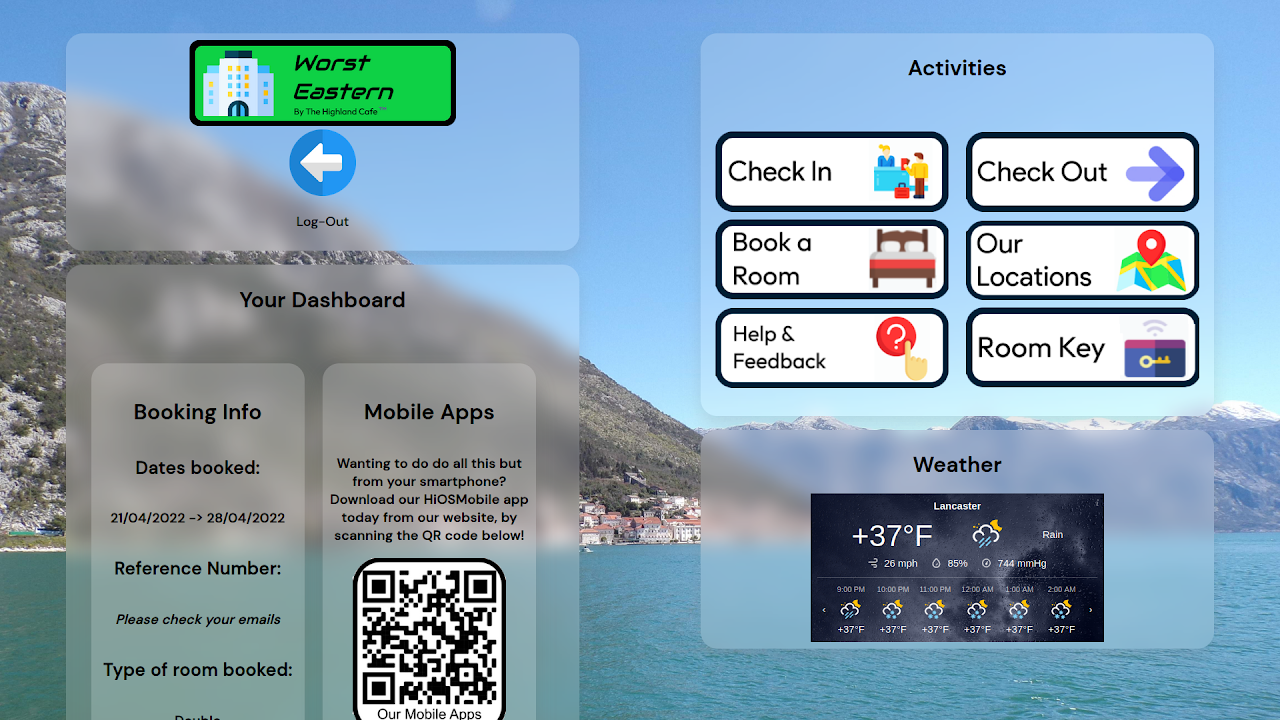 Worst
Eastern
By The Highland Cafe™
Log-Out
Your Dashboard
Booking Info
Dates booked:
21/04/2022 -> 28/04/2022
Reference Number:
Please check your emails
Type of room booked:
Double
Mobile Apps
Wanting to do do all this but
from your smartphone?
Download our HiOSMobile app
today from our website, by
scanning the QR code below!
Our Mobile Apps
Activities
Check In
Check Out
Book a
Room
Our
Locations
Help &
Feedback
Room Key
Weather
Lancaster
+37°F
Rain
26 mph 85% 744 mmHg
9:00 PM 10:00 PM 11:00 PM 12:00 AM 1:00 AM 2:00 AM
+37°F +37°F +37°F +37°F +37°F +37°F